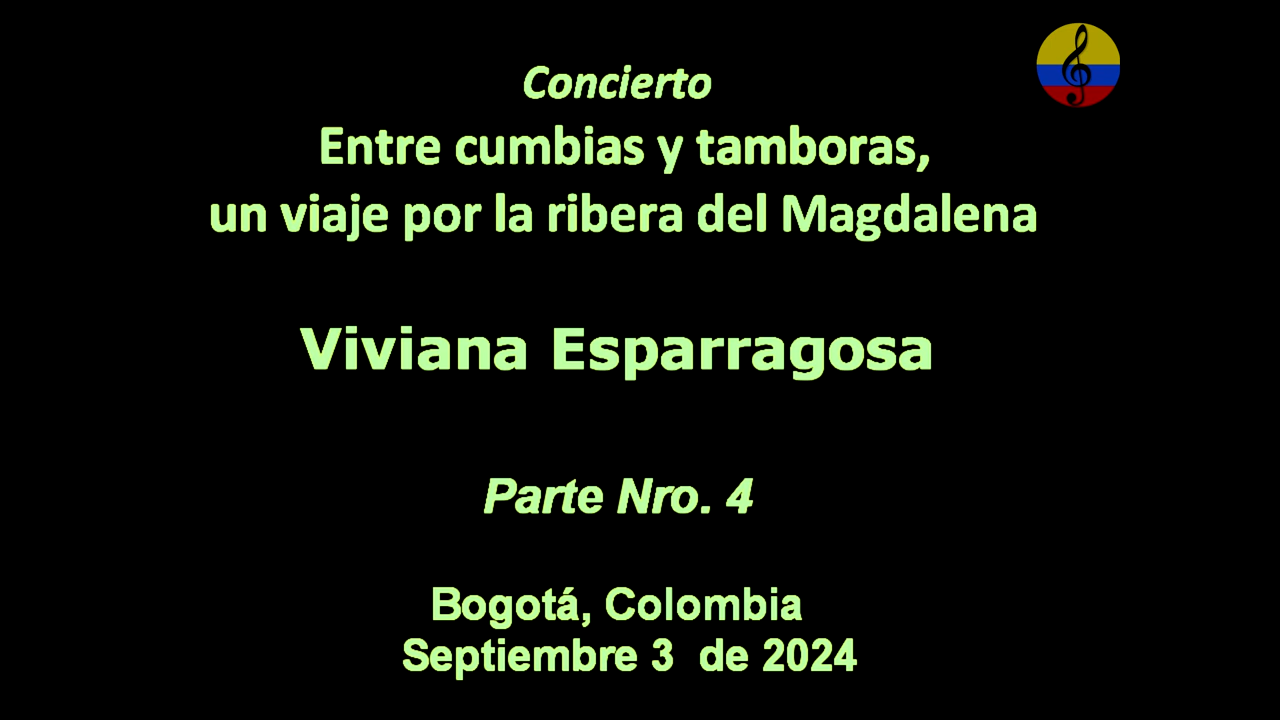 Concierto
Entre cumbias y tamboras,
un viaje por la ribera del Magdalena
Viviana Esparragosa
Parte Nro. 4
Bogotá, Colombia
Septiembre 3 de 2024